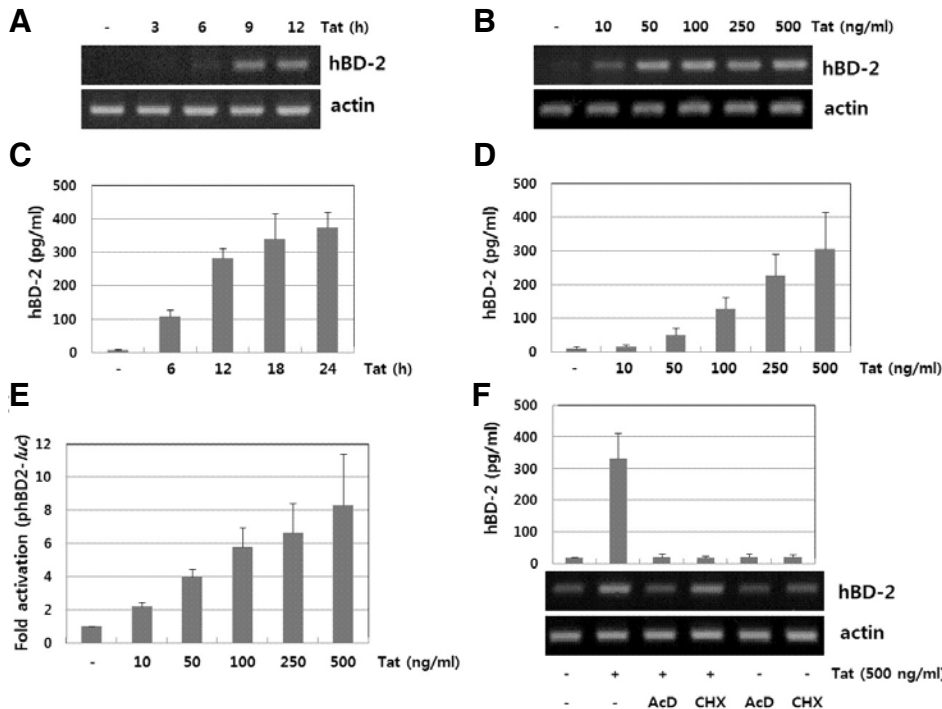 A
- 3 6 9 12 Tat (h)
hBD-2
actin
B
- 10 50 100 250 500 Tat (ng/ml)
hBD-2
actin
C
500
400
300
200
100
0
hBD-2 (pg/ml)
- 6 12 18 24 Tat (h)
D
500
400
300
200
100
0
hBD-2 (pg/ml)
- 10 50 100 250 500 Tat (ng/ml)
E
12
10
8
6
4
2
0
Fold activation (phBD2-luc)
- 10 50 100 250 500 Tat (ng/ml)
F
500
400
300
200
100
0
hBD-2 (pg/ml)
hBD-2
actin
- + + + - - Tat (500 ng/ml)
- - AcD CHX AcD CHX